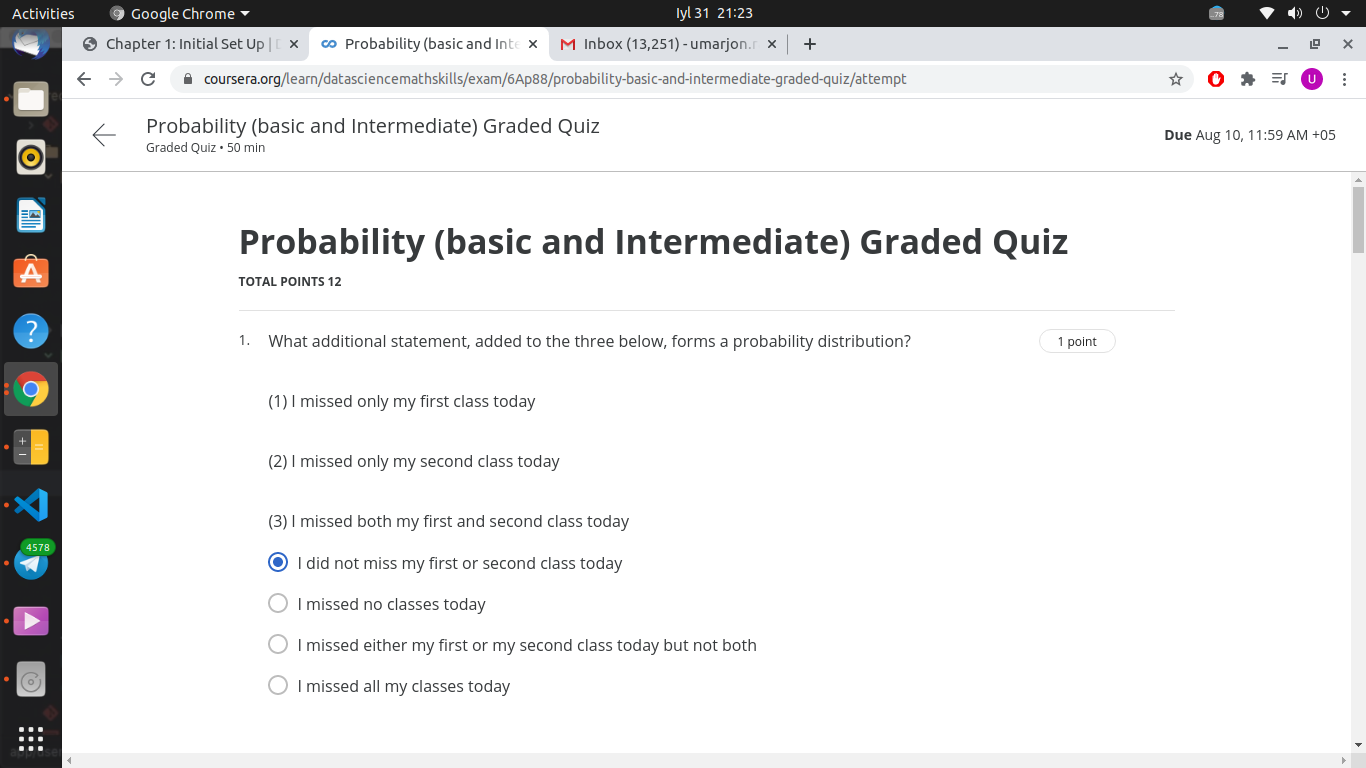 Activities
Google Chrome
Iyl 31 21:23
.78
Chapter 1: Initial Set Up |
Probability (basic and Inte
Inbox (13,251) - umarjon.r
coursera.org/learn/datasciencemathskills/exam/6Ap88/probability-basic-and-intermediate-graded-quiz/attempt
U
Probability (basic and Intermediate) Graded Quiz
Graded Quiz • 50 min
Due Aug 10, 11:59 AM +05
Probability (basic and Intermediate) Graded Quiz
TOTAL POINTS 12
1. What additional statement, added to the three below, forms a probability distribution?
1 point
(1) I missed only my first class today
(2) I missed only my second class today
(3) I missed both my first and second class today
I did not miss my first or second class today
I missed no classes today
I missed either my first or my second class today but not both
I missed all my classes today
4578